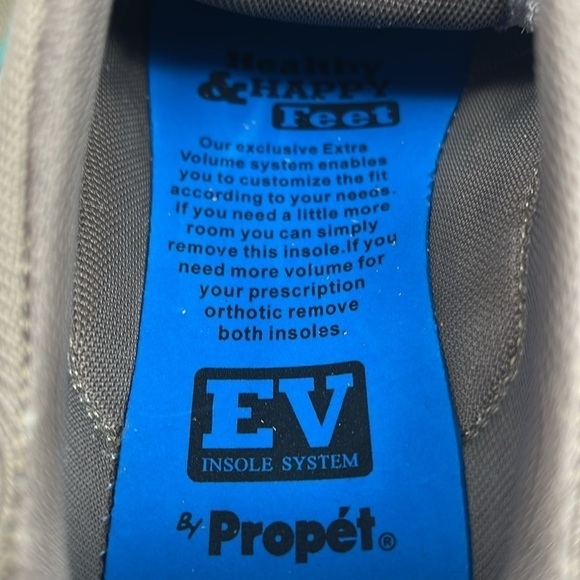 Healthy
& HAPPY
Feet
Our exclusive Extra
Volume system enables
you to customize the fit
according to your needs.
If you need a little more
room you can simply
remove this insole.If you
need more volume for
your prescription
orthotic remove
both insoles.
EV
INSOLE SYSTEM
By Propét®